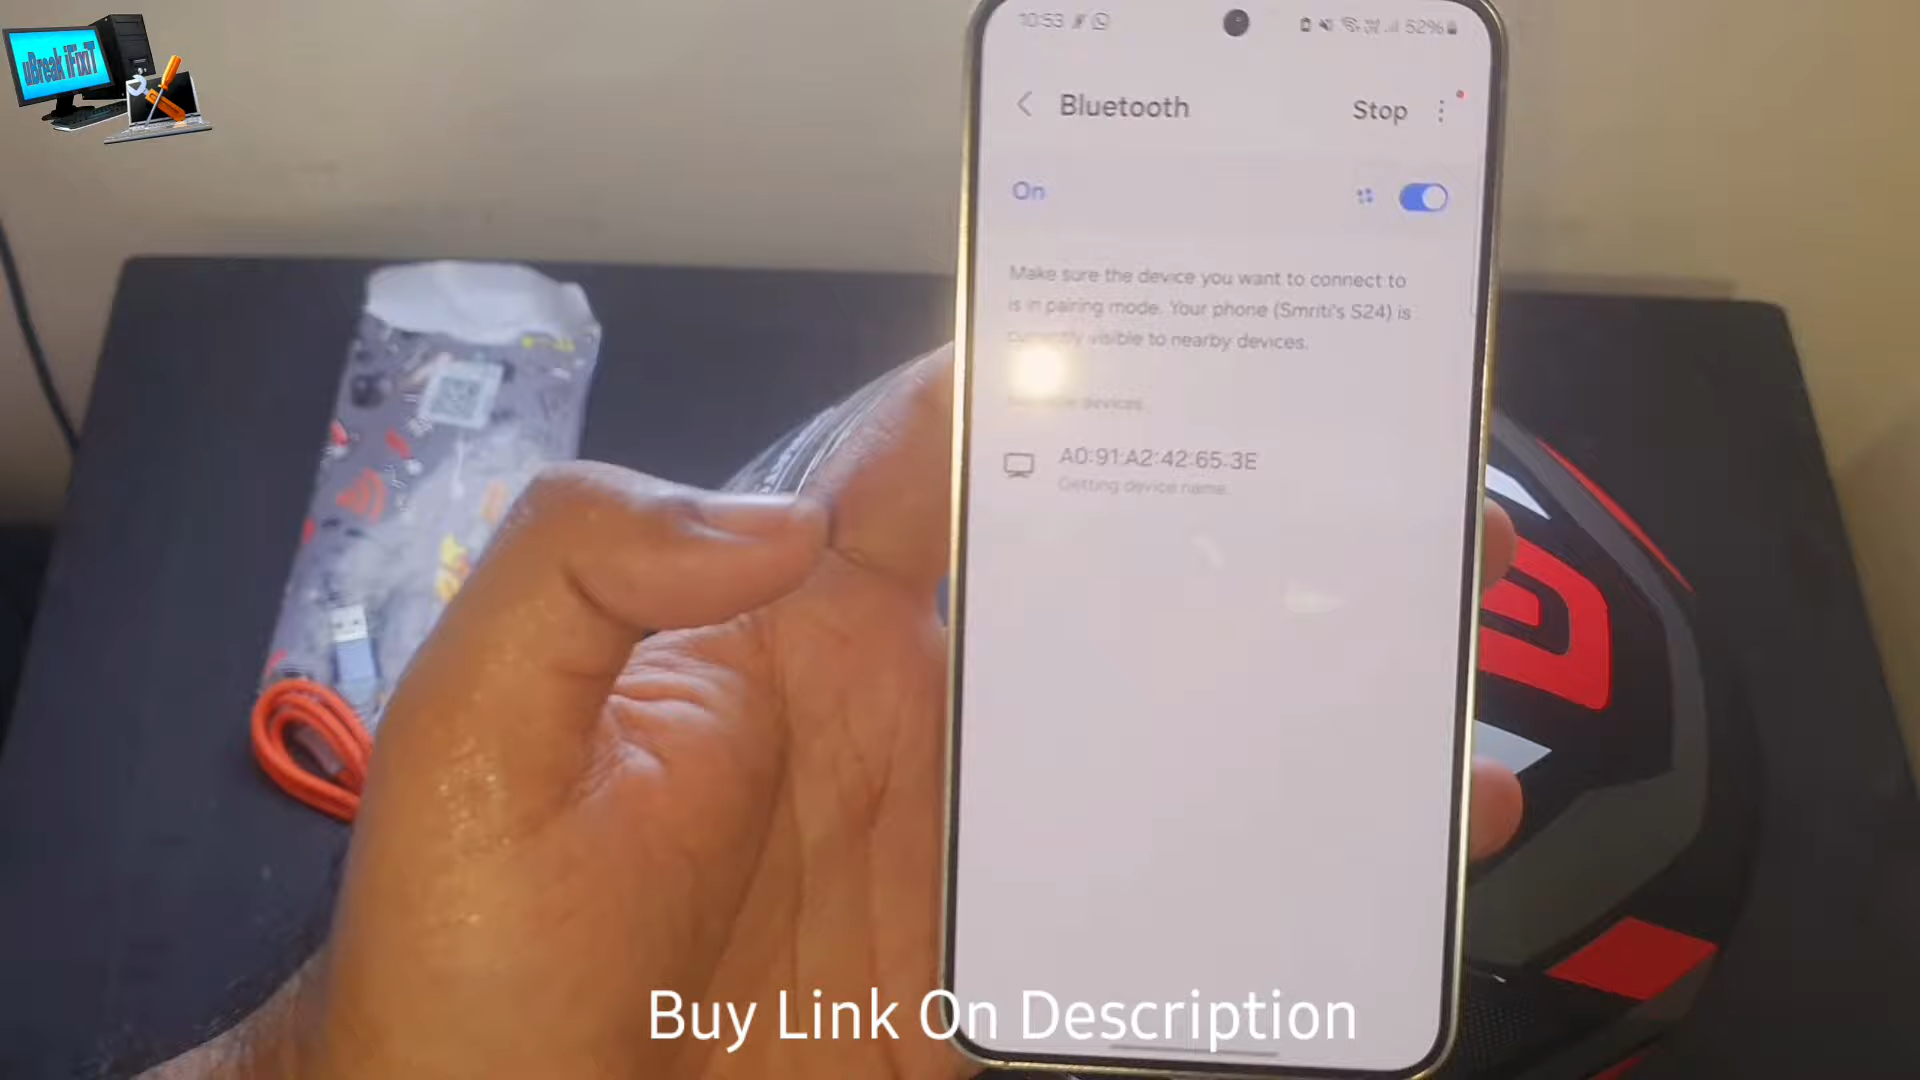 uBreak iFixiT
10:53
52%
Bluetooth
Stop
On
Make sure the device you want to connect to
is in pairing mode. Your phone (Smriti's S24) is
currently visible to nearby devices.
devices
A0:91:A2:42:65:3E
Getting device name...
Buy Link On Description